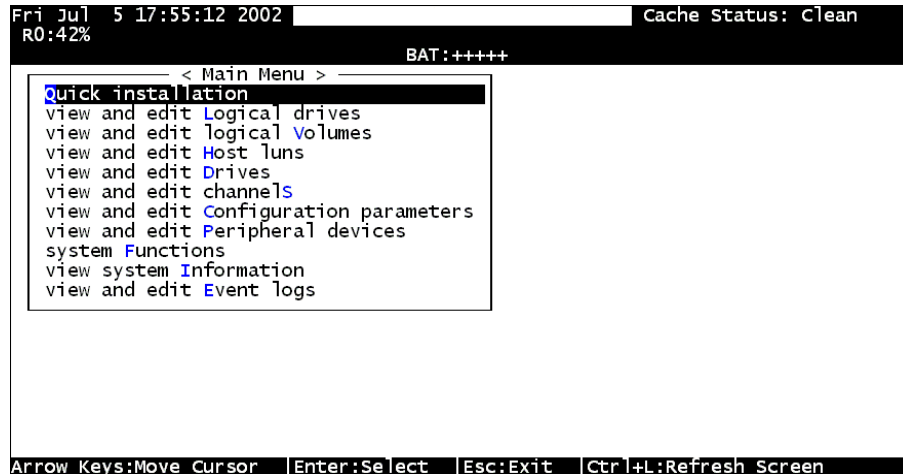 Fri Jul  5 17:55:12 2002 Cache Status: Clean
R0:42%
BAT:+++++
< Main Menu >
Quick installation
view and edit Logical drives
view and edit logical Volumes
view and edit Host luns
view and edit Drives
view and edit channelS
view and edit Configuration parameters
view and edit Peripheral devices
system Functions
view system Information
view and edit Event logs
Arrow Keys:Move Cursor |Enter:Select |Esc:Exit |Ctrl+L:Refresh Screen